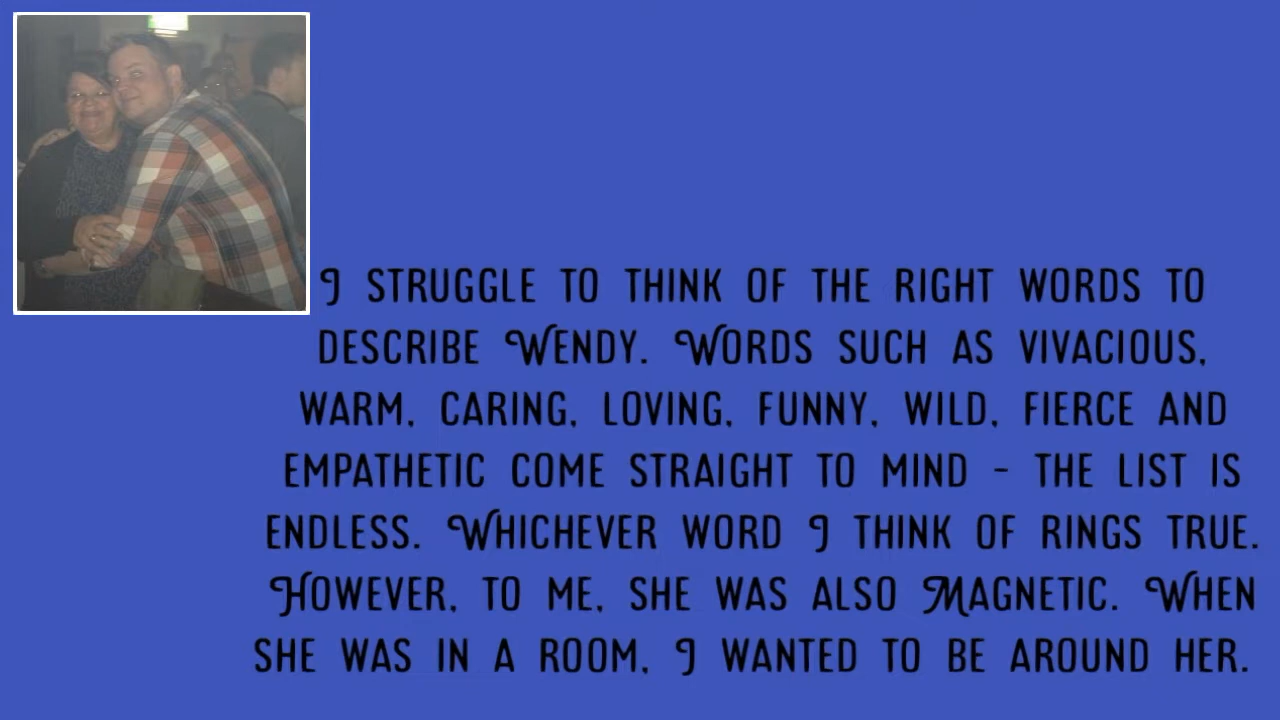 I struggle to think of the right words to
describe Wendy. Words such as vivacious,
warm, caring, loving, funny, wild, fierce and
empathetic come straight to mind - the list is
endless. Whichever word I think of rings true.
However, to me, she was also Magnetic. When
she was in a room, I wanted to be around her.